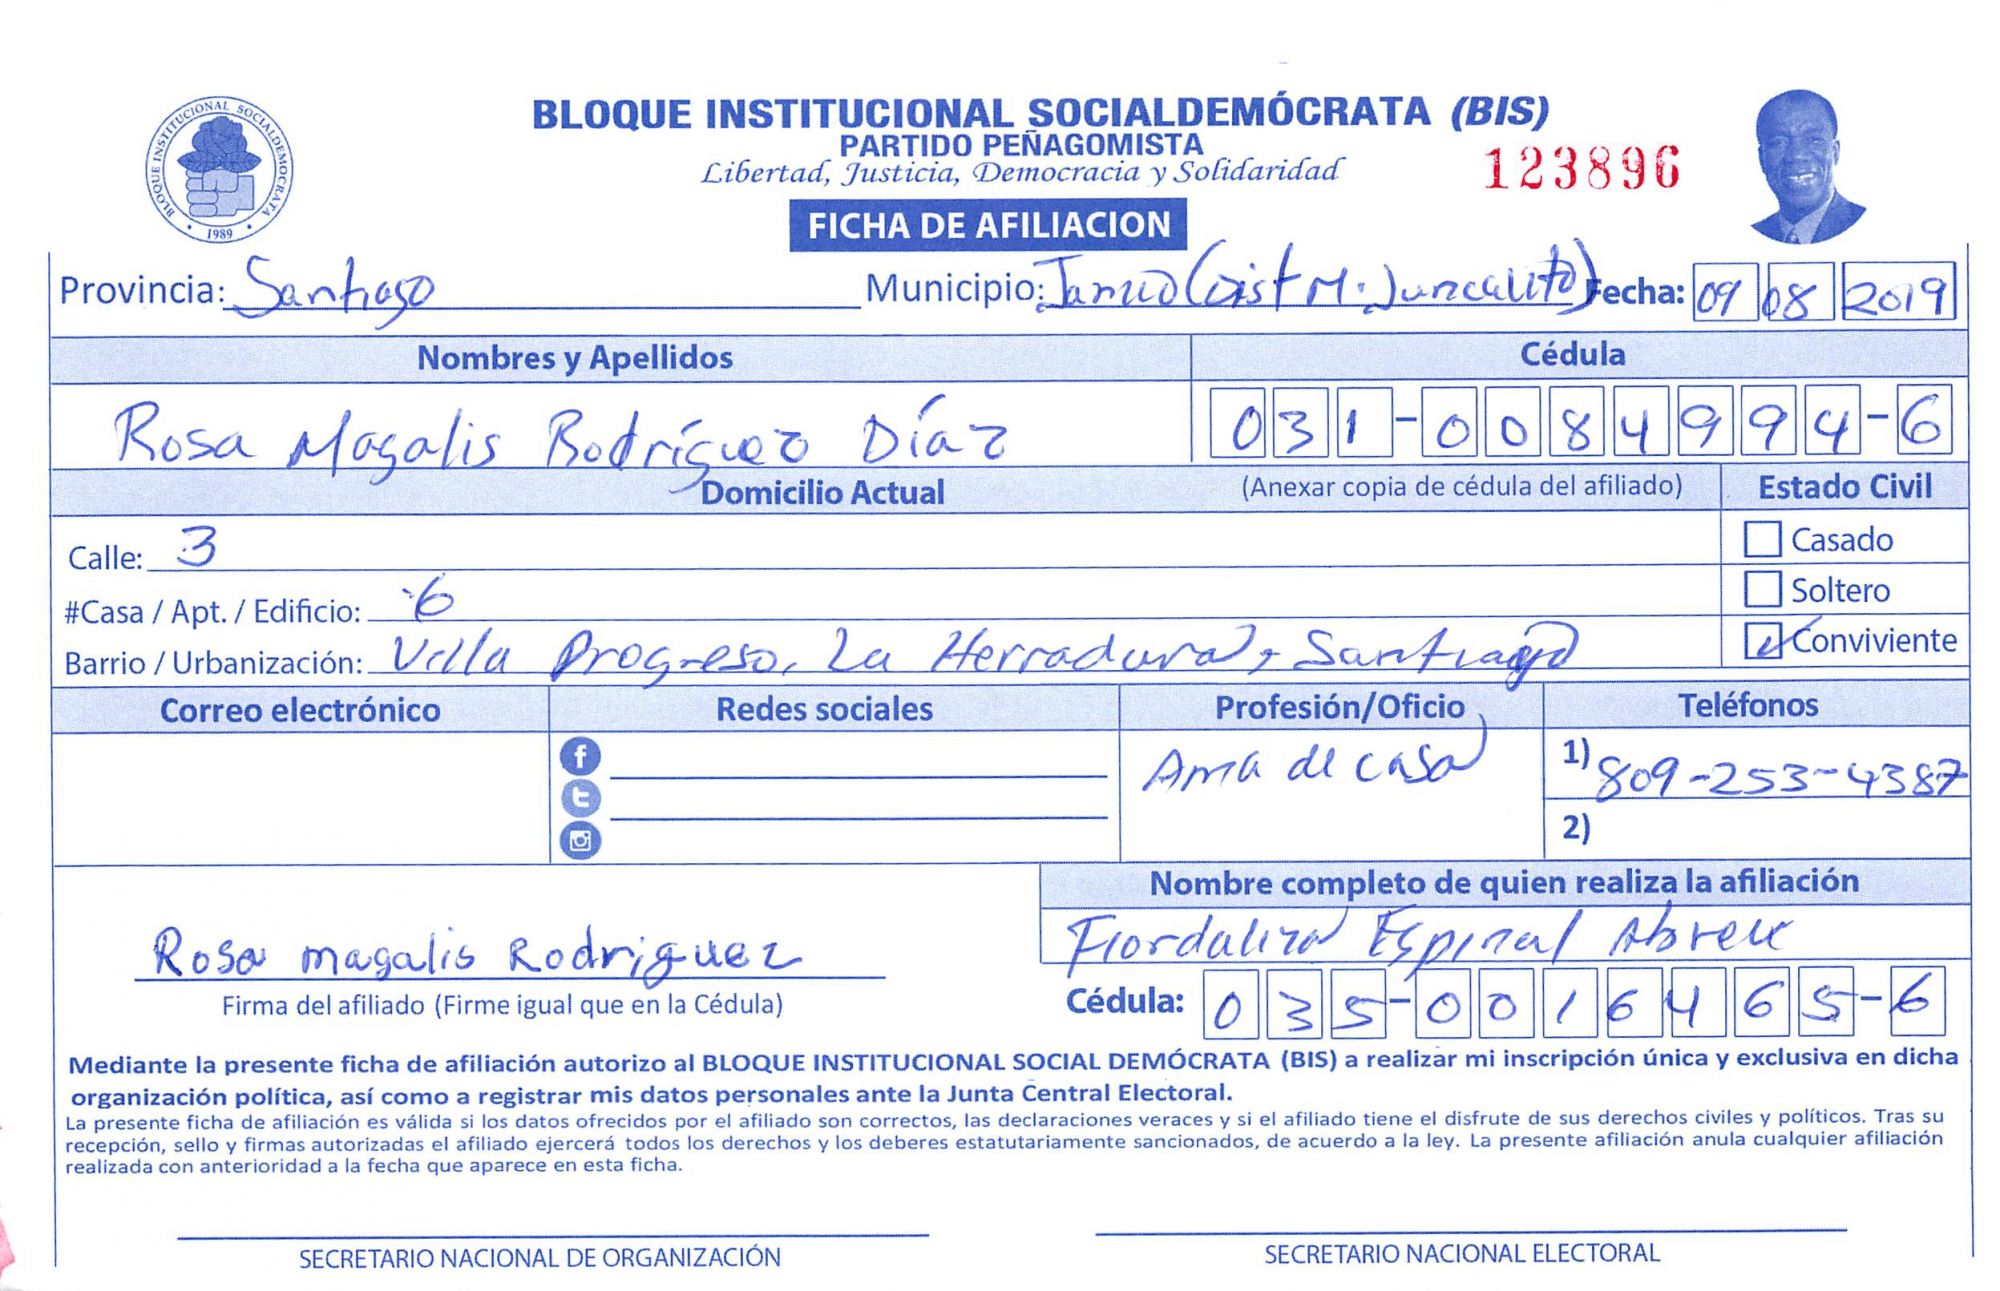 BLOQUE INSTITUCIONAL SOCIALDEMOCRATA
1989
BLOQUE INSTITUCIONAL SOCIALDEMÓCRATA (BIS)
PARTIDO PEÑAGOMISTA
Libertad, Justicia, Democracia y Solidaridad
123896
FICHA DE AFILIACION
Provincia: Santiago Municipio: Janico (Dist M. Juncalito) Fecha: 09 08 2019
Nombres y Apellidos Cédula
Rosa Magalis Rodríguez Díaz 031-0084994-6
Domicilio Actual (Anexar copia de cédula del afiliado) Estado Civil
Calle: 3 Casado
#Casa / Apt. / Edificio: 6 Soltero
Barrio / Urbanización: Villa Progreso, La Herradura, Santiago Conviviente
Correo electrónico Redes sociales Profesión/Oficio Teléfonos
Ama de casa 1) 809-253-4387
2)
Nombre completo de quien realiza la afiliación
Rosa magalis Rodriguez Fiordaliza Espinal Abreu
Firma del afiliado (Firme igual que en la Cédula) Cédula: 035-0016465-6
Mediante la presente ficha de afiliación autorizo al BLOQUE INSTITUCIONAL SOCIAL DEMÓCRATA (BIS) a realizar mi inscripción única y exclusiva en dicha
organización política, así como a registrar mis datos personales ante la Junta Central Electoral.
La presente ficha de afiliación es válida si los datos ofrecidos por el afiliado son correctos, las declaraciones veraces y si el afiliado tiene el disfrute de sus derechos civiles y políticos. Tras su
recepción, sello y firmas autorizadas el afiliado ejercerá todos los derechos y los deberes estatutariamente sancionados, de acuerdo a la ley. La presente afiliación anula cualquier afiliación
realizada con anterioridad a la fecha que aparece en esta ficha.
SECRETARIO NACIONAL DE ORGANIZACIÓN SECRETARIO NACIONAL ELECTORAL